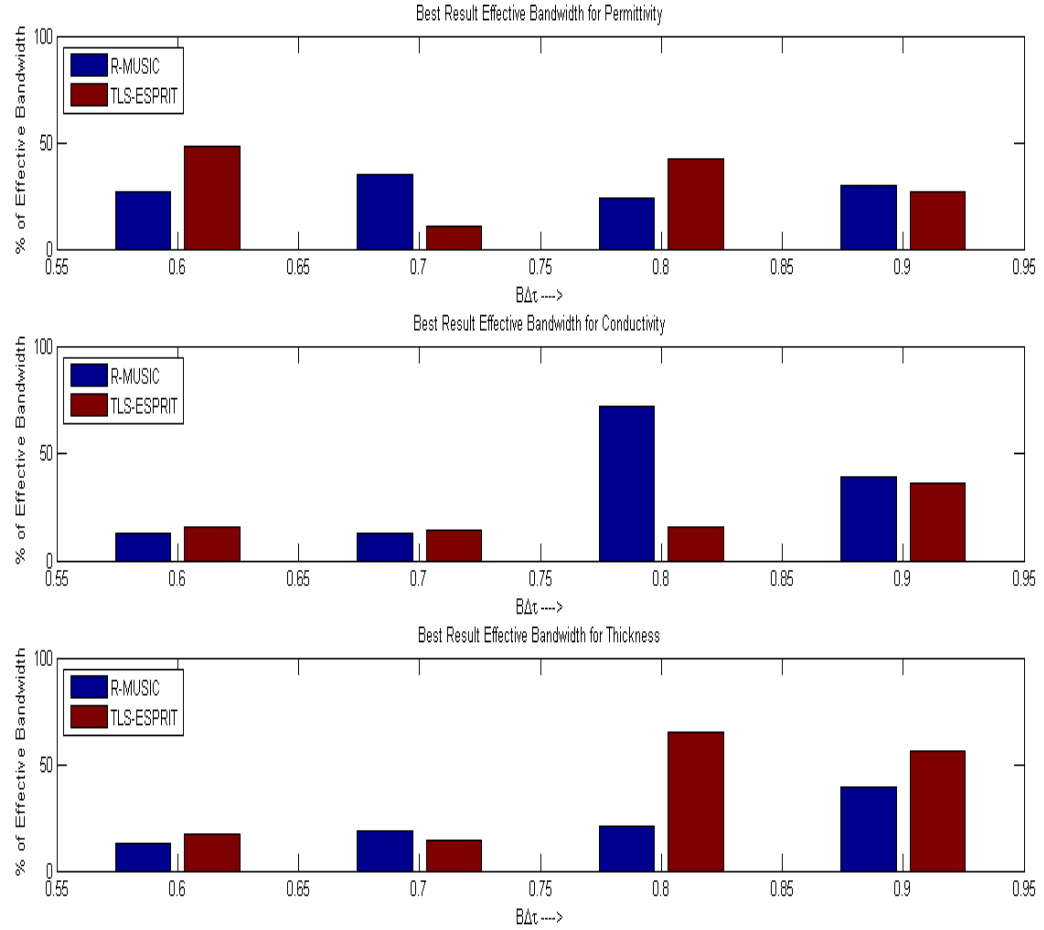 Best Result Effective Bandwidth for Permittivity
% of Effective Bandwidth
100
50
0
R-MUSIC
TLS-ESPRIT
0.55 0.6 0.65 0.7 0.75 0.8 0.85 0.9 0.95
BΔτ ---->
Best Result Effective Bandwidth for Conductivity
% of Effective Bandwidth
100
50
0
R-MUSIC
TLS-ESPRIT
0.55 0.6 0.65 0.7 0.75 0.8 0.85 0.9 0.95
BΔτ ---->
Best Result Effective Bandwidth for Thickness
% of Effective Bandwidth
100
50
0
R-MUSIC
TLS-ESPRIT
0.55 0.6 0.65 0.7 0.75 0.8 0.85 0.9 0.95
BΔτ ---->